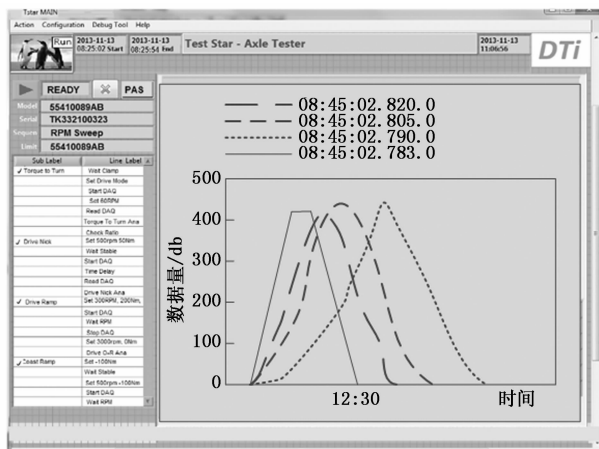 Tstar MAIN
Action Configuration Debug Tool Help
Run
2013-11-13
08:25:02 Start
2013-11-13
08:25:54 End
Test Star - Axle Tester
2013-11-13
11:06:56
DTi
READY
PAS
Model 55410089AB
Serial TK332100323
RPM Sweep
Limit 55410089AB
Sub Label Line Label
Torque to Turn Wait Clamp
Set Drive Mode
Start DAQ
Set 60RPM
Read DAQ
Torque To Turn Ana
Check Ratio
Drive Nick Set 500rpm 50Nm
Wait Stable
Start DAQ
Time Delay
Read DAQ
Drive Nick Ana
Drive Ramp Set 300RPM, 200Nm,
Start DAQ
Wait RPM
Stop DAQ
Set 3000rpm, 0Nm
Drive OvR Ana
Coast Ramp Set -100Nm
Wait Stable
Set 500rpm -100Nm
Start DAQ
Wait RPM
08:45:02.820.0
08:45:02.805.0
08:45:02.790.0
08:45:02.783.0
数据量/db
500
400
300
200
100
0
12:30
时间